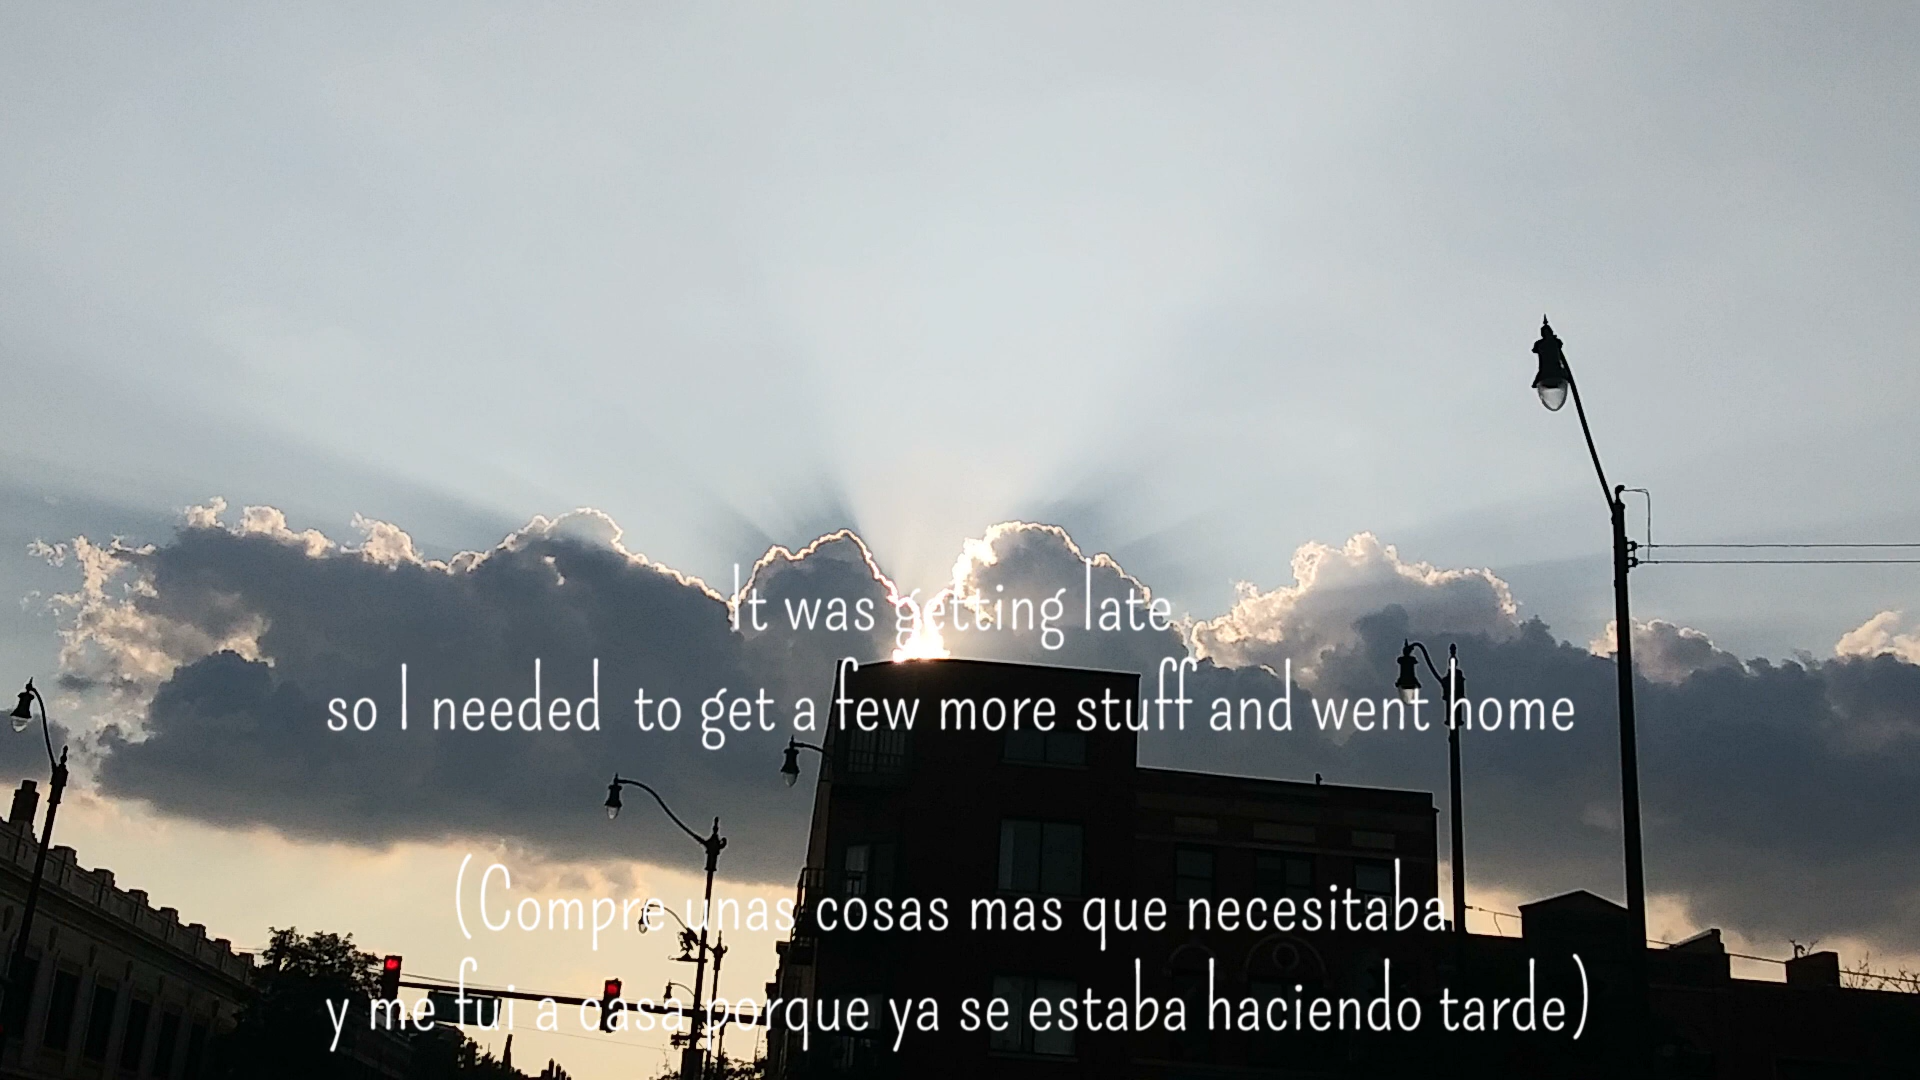 It was getting late
so I needed to get a few more stuff and went home
(Compre unas cosas mas que necesitaba
y me fui a casa porque ya se estaba haciendo tarde)